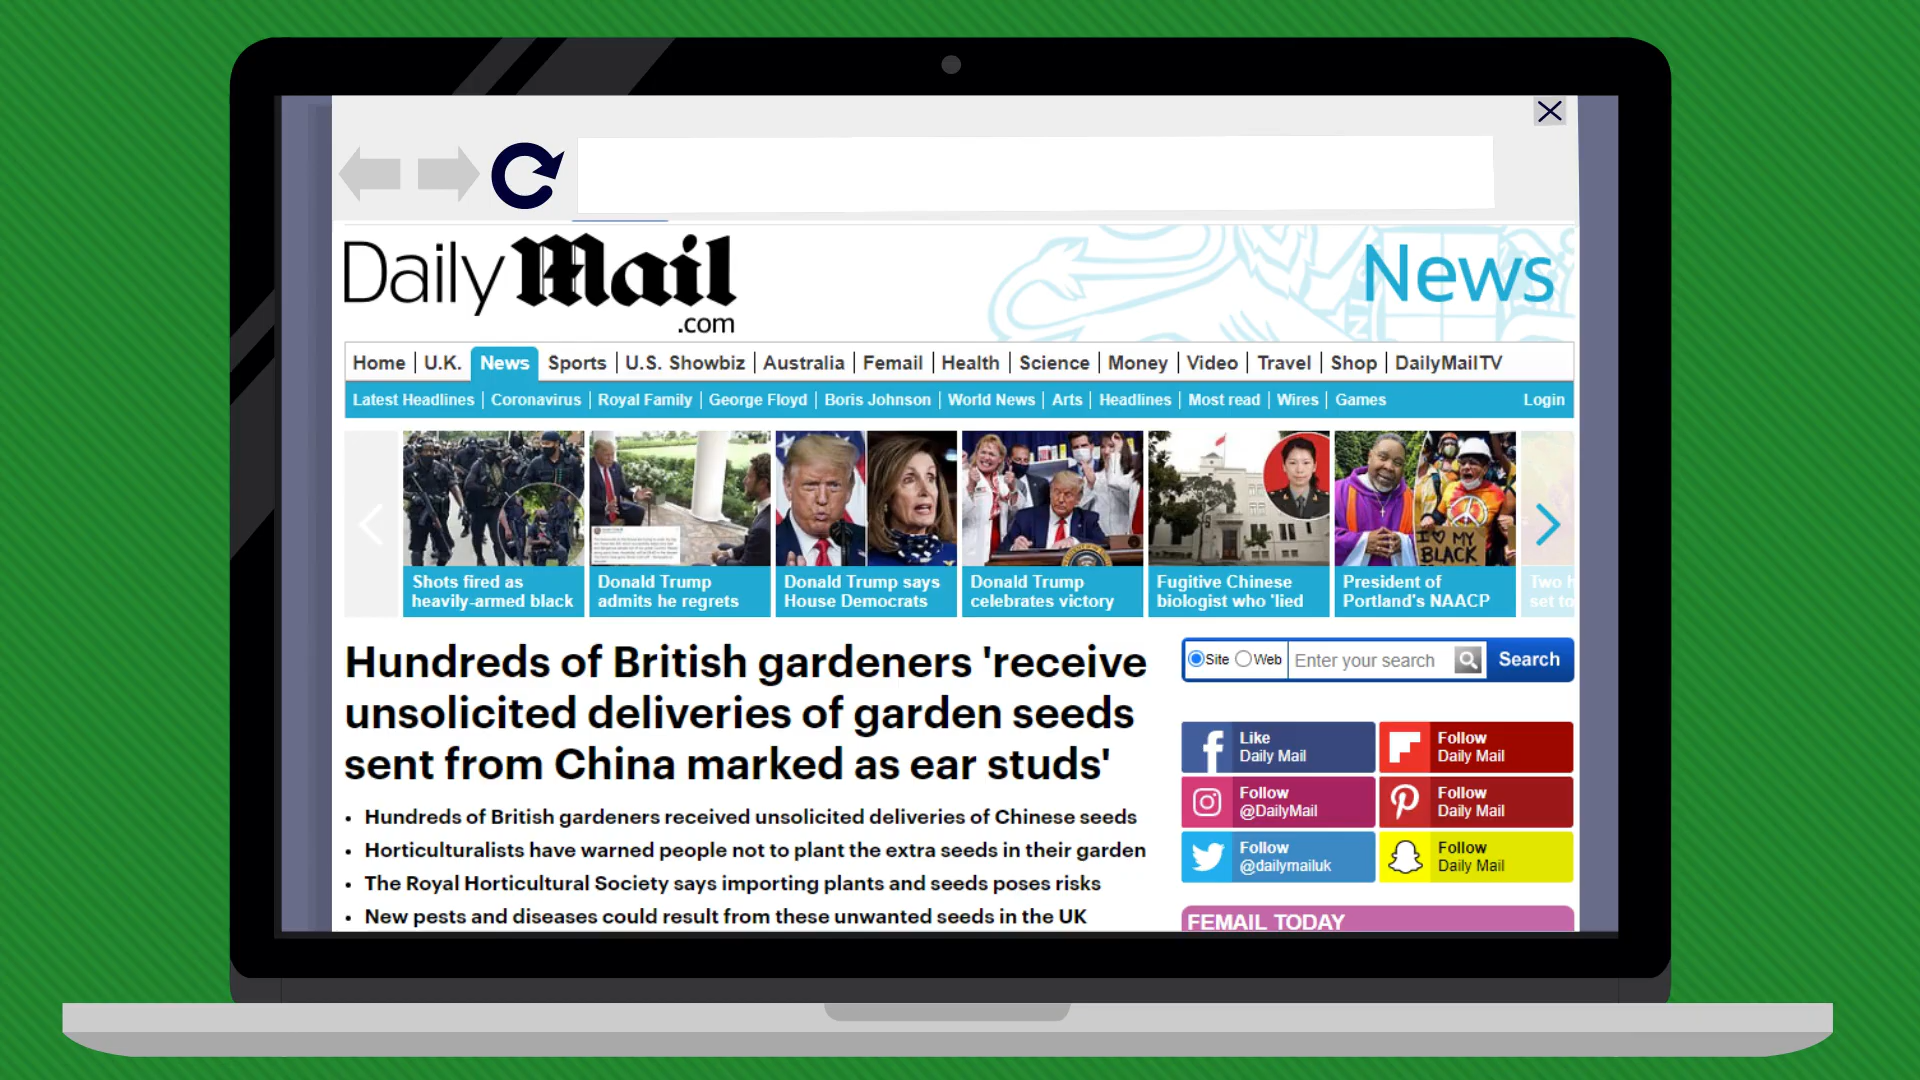 Daily Mail
.com
News
Home | U.K. News Sports | U.S. Showbiz | Australia | Femail | Health | Science | Money | Video | Travel | Shop | DailyMailTV
Latest Headlines | Coronavirus | Royal Family | George Floyd | Boris Johnson | World News | Arts | Headlines | Most read | Wires | Games Login
I ♡ MY
BLACK
Shots fired as
heavily-armed black
Donald Trump
admits he regrets
Donald Trump says
House Democrats
Donald Trump
celebrates victory
Fugitive Chinese
biologist who 'lied
President of
Portland's NAACP
Two h
set to
Hundreds of British gardeners 'receive
unsolicited deliveries of garden seeds
sent from China marked as ear studs'
• Hundreds of British gardeners received unsolicited deliveries of Chinese seeds
• Horticulturalists have warned people not to plant the extra seeds in their garden
• The Royal Horticultural Society says importing plants and seeds poses risks
• New pests and diseases could result from these unwanted seeds in the UK
Site Web Enter your search Search
Like
Daily Mail
Follow
Daily Mail
Follow
@DailyMail
Follow
Daily Mail
Follow
@dailymailuk
Follow
Daily Mail
FEMAIL TODAY